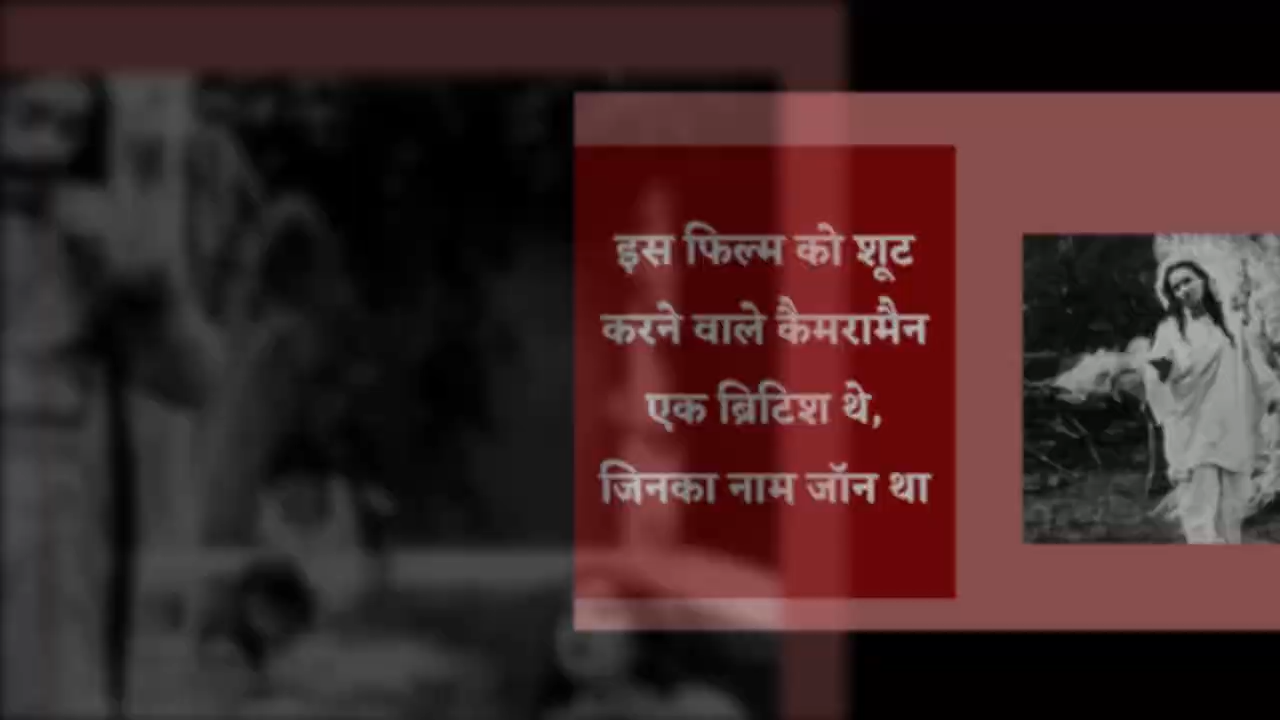 इस फिल्म को शूट
करने वाले कैमरामैन
एक ब्रिटिश थे,
जिनका नाम जॉन था